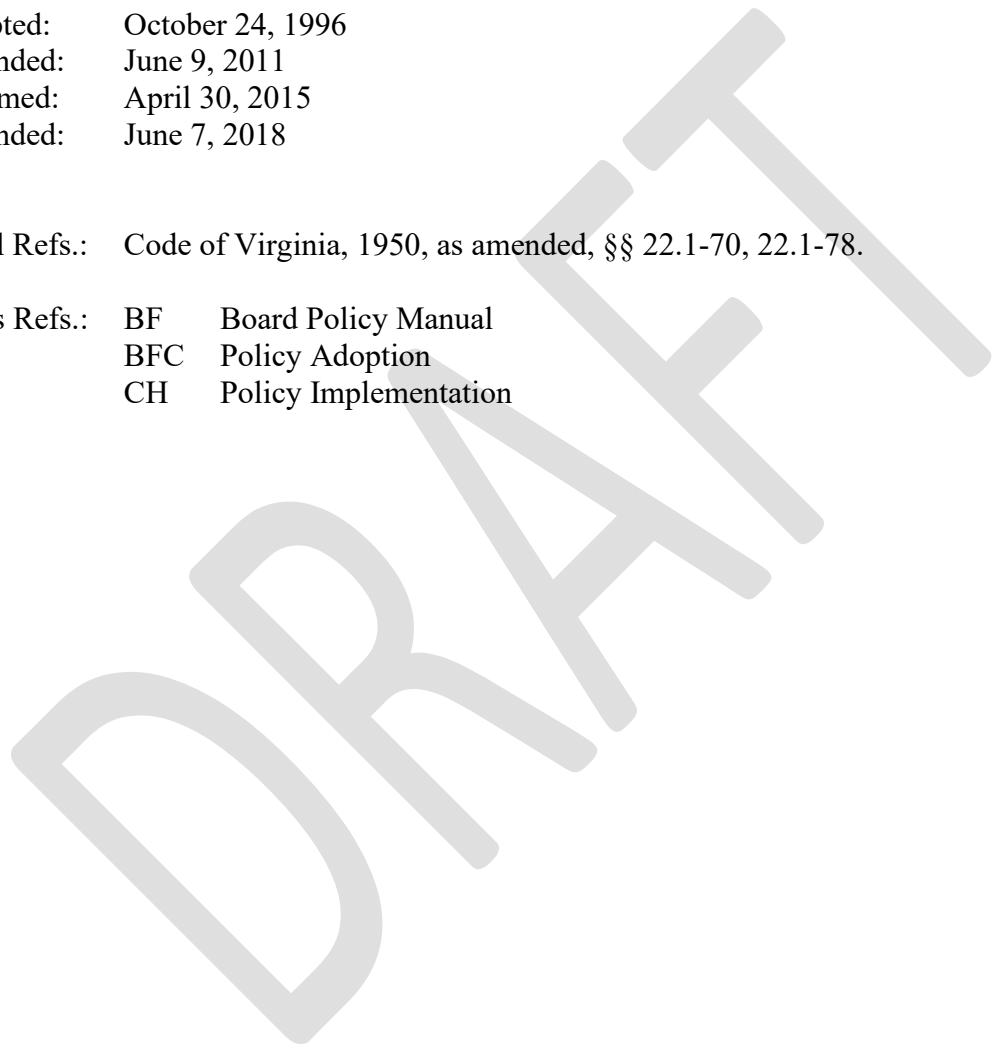 oted: October 24, 1996
nded: June 9, 2011
med: April 30, 2015
nded: June 7, 2018
l Refs.: Code of Virginia, 1950, as amended, §§ 22.1-70, 22.1-78.
s Refs.: BF Board Policy Manual
BFC Policy Adoption
CH Policy Implementation
DRAFT